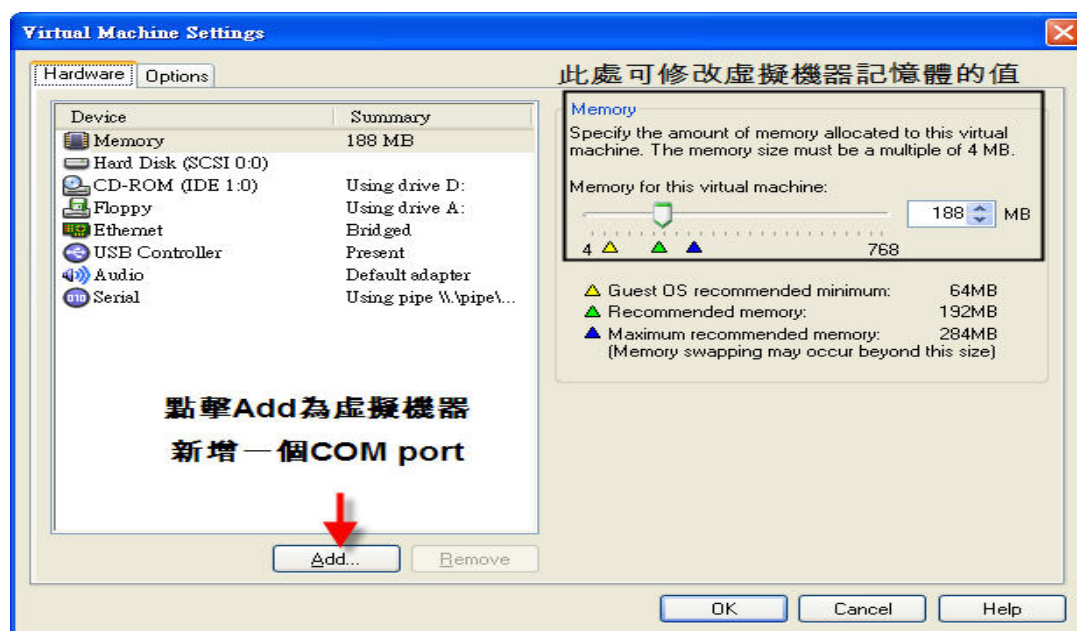 Virtual Machine Settings
Hardware Options
此處可修改虛擬機器記憶體的值
Device Summary
Memory 188 MB
Hard Disk (SCSI 0:0)
CD-ROM (IDE 1:0) Using drive D:
Floppy Using drive A:
Ethernet Bridged
USB Controller Present
Audio Default adapter
Serial Using pipe \\.\pipe\...
點擊Add為虛擬機器
新增一個COM port
Add... Remove
Memory
Specify the amount of memory allocated to this virtual
machine. The memory size must be a multiple of 4 MB.
Memory for this virtual machine:
188 MB
4 768
Guest OS recommended minimum: 64MB
Recommended memory: 192MB
Maximum recommended memory: 284MB
(Memory swapping may occur beyond this size)
OK Cancel Help